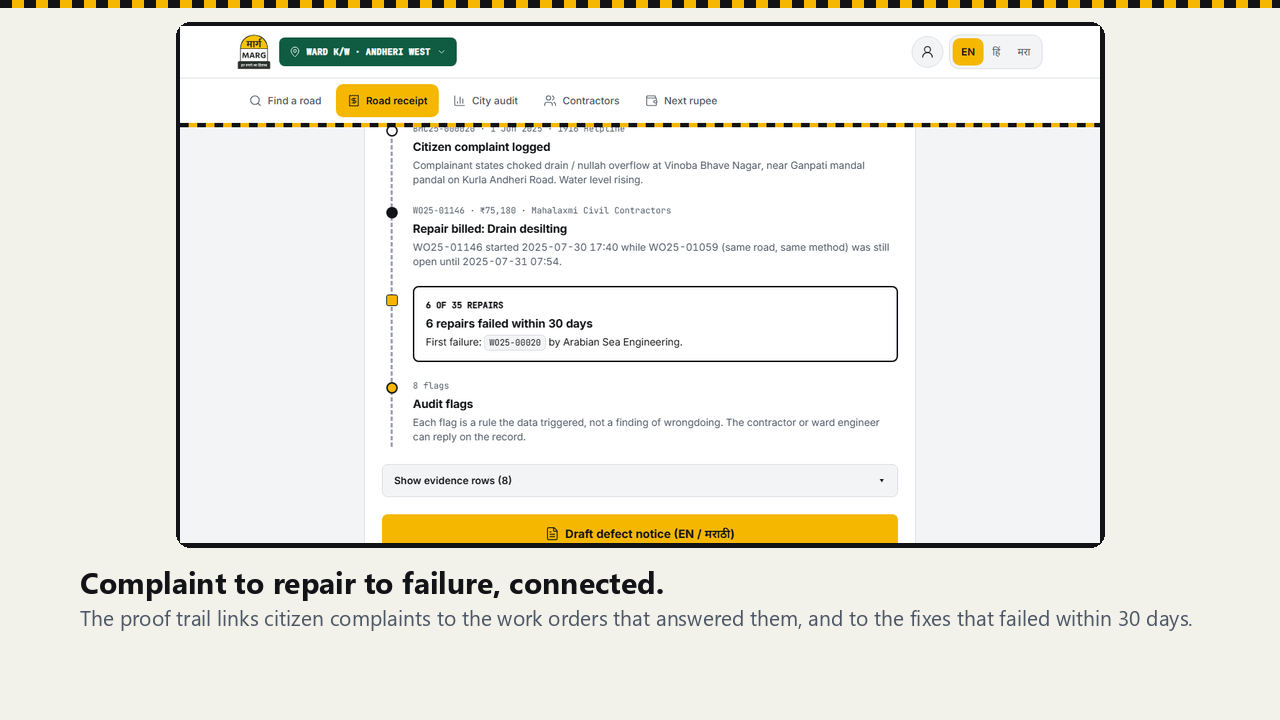 मार्ग
MARG
WARD K/W · ANDHERI WEST
EN
हिं
मरा
Find a road
Road receipt
City audit
Contractors
Next rupee
BMC25-000020 · 1 Jun 2025 · 1916 Helpline
Citizen complaint logged
Complainant states choked drain / nullah overflow at Vinoba Bhave Nagar, near Ganpati mandal
pandal on Kurla Andheri Road. Water level rising.
WO25-01146 · ₹75,180 · Mahalaxmi Civil Contractors
Repair billed: Drain desilting
WO25-01146 started 2025-07-30 17:40 while WO25-01059 (same road, same method) was still
open until 2025-07-31 07:54.
6 OF 35 REPAIRS
6 repairs failed within 30 days
First failure: WO25-00020 by Arabian Sea Engineering.
8 flags
Audit flags
Each flag is a rule the data triggered, not a finding of wrongdoing. The contractor or ward engineer
can reply on the record.
Show evidence rows (8)
Draft defect notice (EN / मराठी)
Complaint to repair to failure, connected.
The proof trail links citizen complaints to the work orders that answered them, and to the fixes that failed within 30 days.